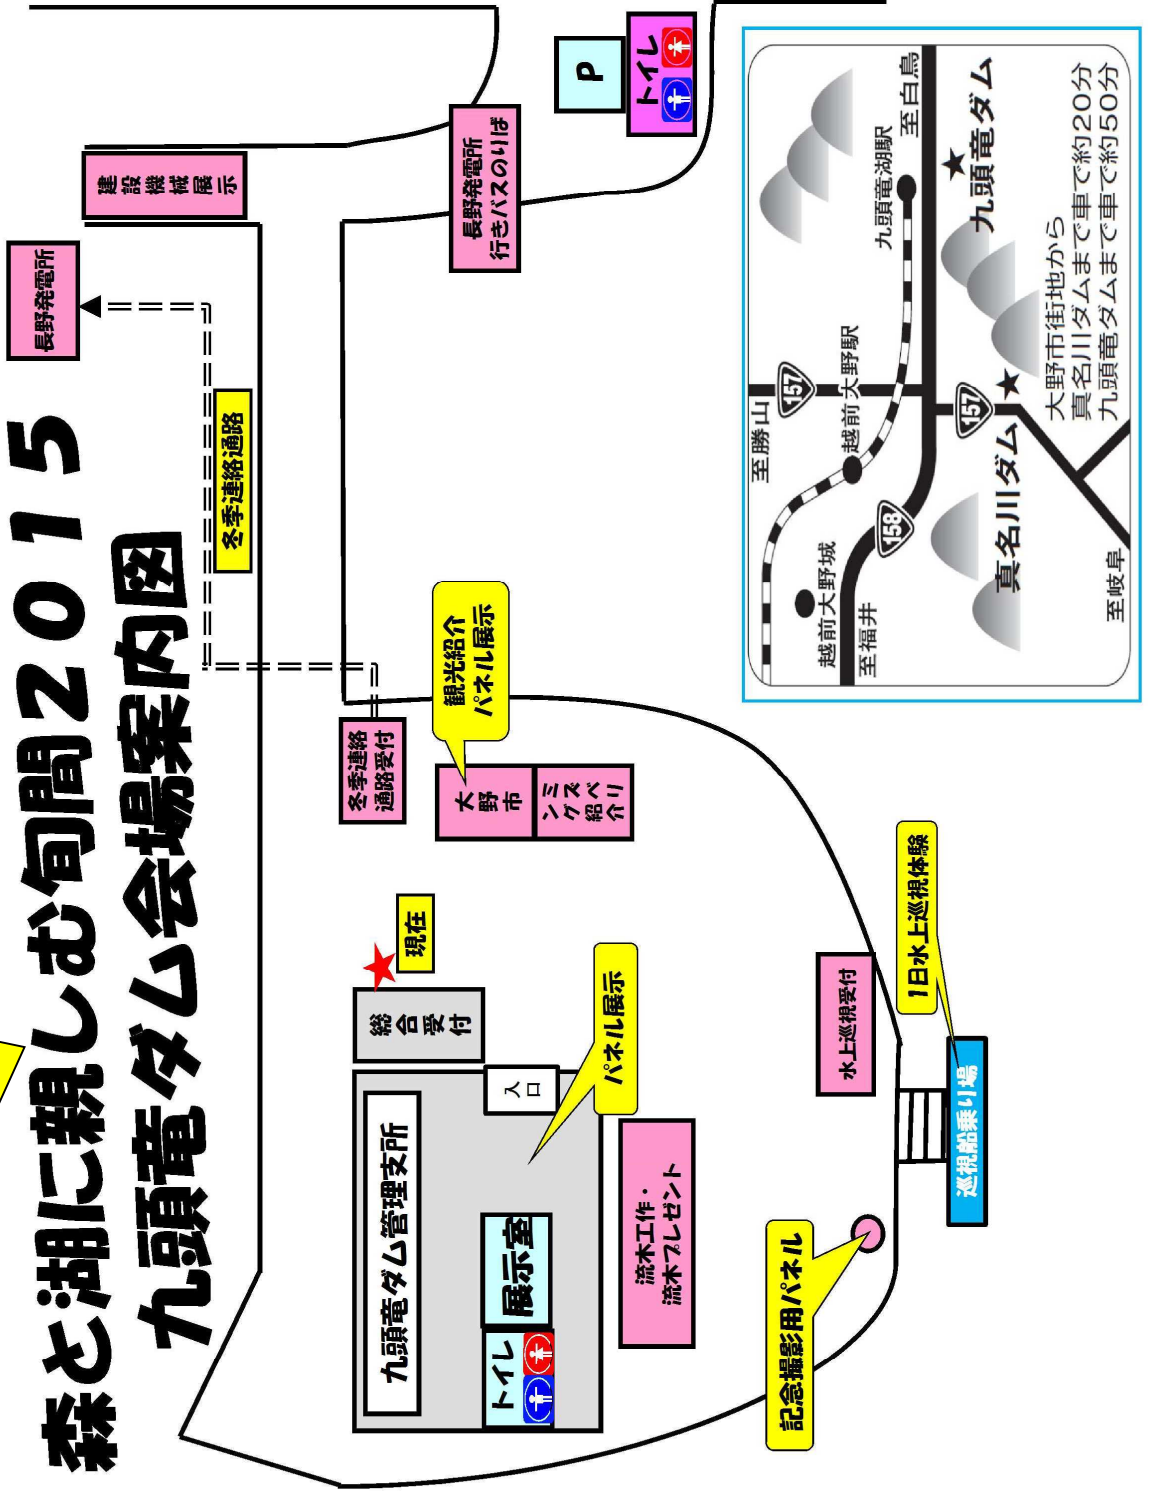 森と湖に親しむ旬間2015
九頭竜ダム会場案内図
長野発電所
建設機械展示
冬季連絡通路
長野発電所
行きバスのりば
P
トイレ
冬季連絡
通路受付
観光紹介
パネル展示
大野市
ミズベリング紹介
現在
総合受付
入口
九頭竜ダム管理支所
展示室
トイレ
パネル展示
流木工作・
流木プレゼント
水上巡視受付
1日水上巡視体験
巡視船乗り場
記念撮影用パネル
至勝山
157
越前大野駅
九頭竜湖駅
至白鳥
九頭竜ダム
越前大野城
至福井
158
157
真名川ダム
至岐阜
大野市街地から
真名川ダムまで車で約20分
九頭竜ダムまで車で約50分